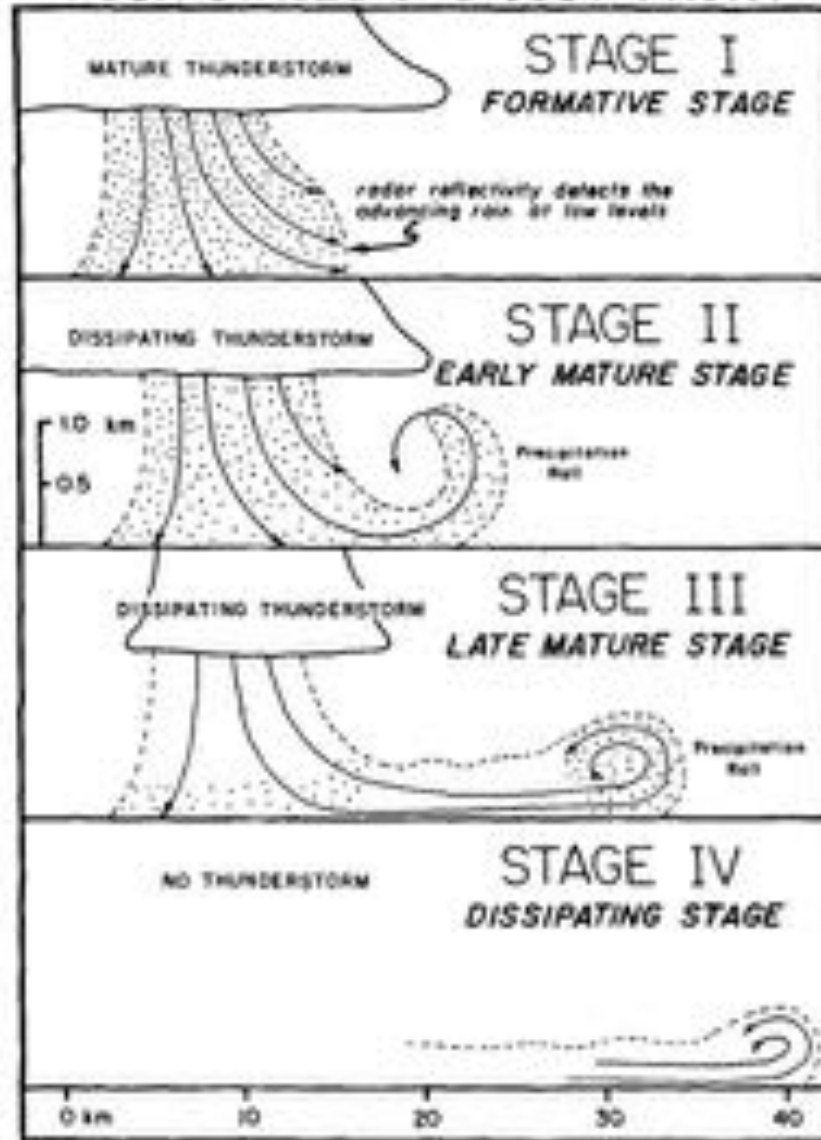 MATURE THUNDERSTORM
STAGE I
FORMATIVE STAGE
radar reflectivity detects the
advancing rain at low levels
DISSIPATING THUNDERSTORM
STAGE II
EARLY MATURE STAGE
1.0 km
0.5
Precipitation
Roll
DISSIPATING THUNDERSTORM
STAGE III
LATE MATURE STAGE
Precipitation
Roll
NO THUNDERSTORM
STAGE IV
DISSIPATING STAGE
0 km 10 20 30 40